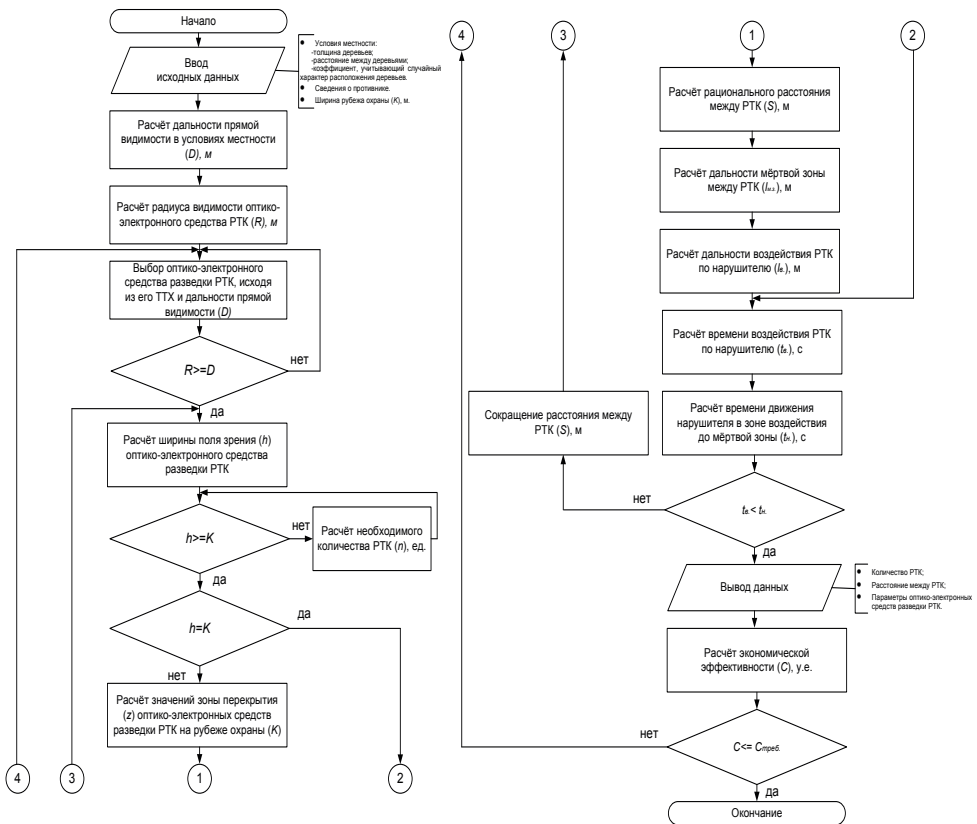 Начало
Ввод
исходных данных
• Условия местности:
-толщина деревьев;
-расстояние между деревьями;
-коэффициент, учитывающий случайный
характер расположения деревьев.
• Сведения о противнике.
• Ширина рубежа охраны (K), м.
Расчёт дальности прямой
видимости в условиях местности
(D), м
Расчёт радиуса видимости оптико-
электронного средства РТК (R), м
Выбор оптико-электронного
средства разведки РТК, исходя
из его ТТХ и дальности прямой
видимости (D)
R>=D
нет
да
Расчёт ширины поля зрения (h)
оптико-электронного средства
разведки РТК
h>=K
нет
Расчёт необходимого
количества РТК (n), ед.
да
h=K
да
нет
Расчёт значений зоны перекрытия
(z) оптико-электронных средств
разведки РТК на рубеже охраны (K)
4
3
1
2
4
3
1
2
Расчёт рационального расстояния
между РТК (S), м
Расчёт дальности мёртвой зоны
между РТК (lм.з.), м
Расчёт дальности воздействия РТК
по нарушителю (lв.), м
Расчёт времени воздействия РТК
по нарушителю (tв.), с
Сокращение расстояния между
РТК (S), м
Расчёт времени движения
нарушителя в зоне воздействия
до мёртвой зоны (tн.), с
нет
tв.< tн.
да
Вывод данных
• Количество РТК;
• Расстояние между РТК;
• Параметры оптико-электронных
средств разведки РТК.
Расчёт экономической
эффективности (C), у.е.
нет
C<= Cтреб.
да
Окончание